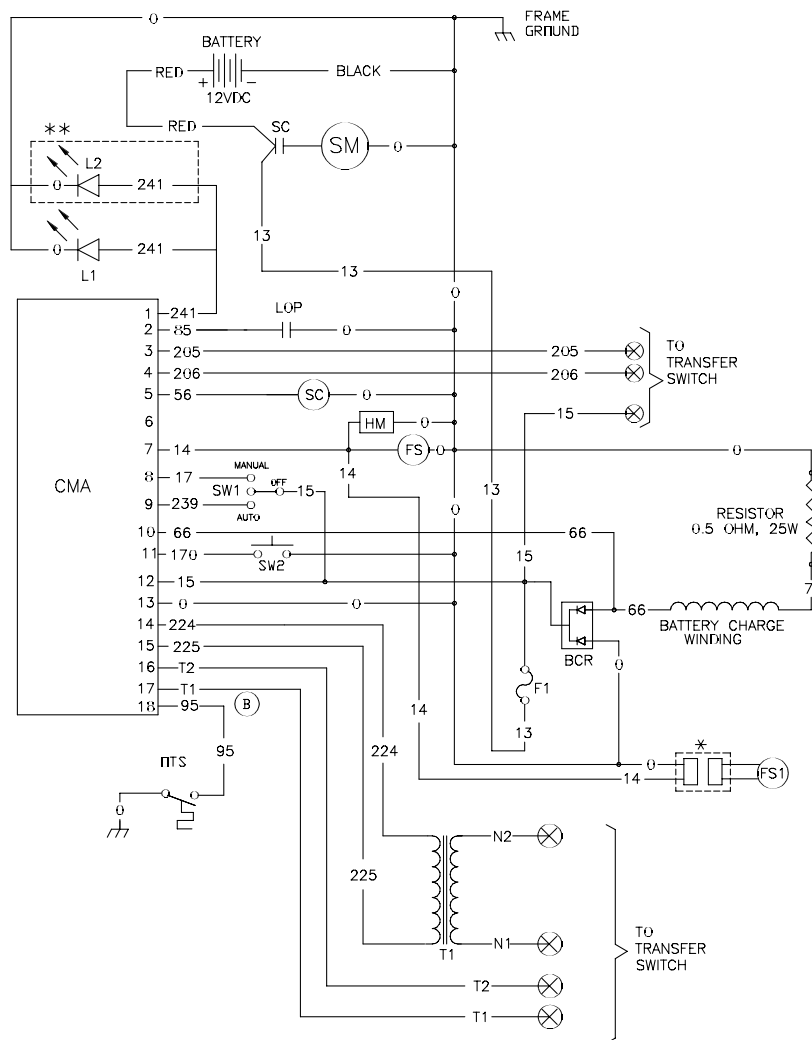 0
FRAME
GROUND
BATTERY
RED
+
-
BLACK
12VDC
RED
SC
**
SM
0
L2
0
241
13
0
241
L1
13
0
1
241
LOP
2
85
0
TO
TRANSFER
SWITCH
3
205
205
4
206
206
5
56
SC
0
6
HM
0
15
7
14
FS
0
0
CMA
14
8
17
MANUAL
SW1
OFF
15
13
9
239
AUTO
0
RESISTOR
0.5 OHM, 25W
10
66
66
11
170
SW2
15
12
15
7
13
0
0
66
14
224
BATTERY CHARGE
WINDING
15
225
BCR
0
16
T2
17
T1
F1
18
95
B
14
13
95
224
*
0
14
FS1
0
N2
225
TO
TRANSFER
SWITCH
N1
T1
T2
T1